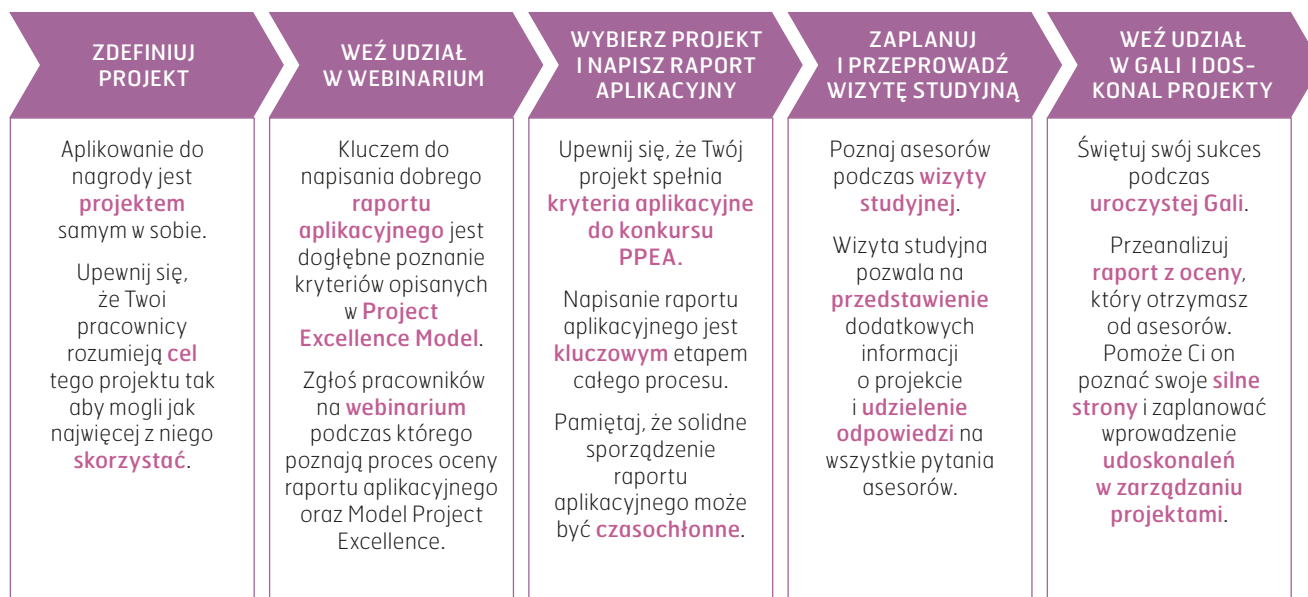 ZDEFINIUJ
PROJEKT
Aplikowanie do
nagrody jest
projektem
samym w sobie.
Upewnij się,
że Twoi
pracownicy
rozumieją cel
tego projektu tak
aby mogli jak
najwięcej z niego
skorzystać.
WEŹ UDZIAŁ
W WEBINARIUM
Kluczem do
napisania dobrego
raportu
aplikacyjnego jest
dogłębne poznanie
kryteriów opisanych
w Project
Excellence Model.
Zgłoś pracowników
na webinarium
podczas którego
poznają proces oceny
raportu aplikacyjnego
oraz Model Project
Excellence.
WYBIERZ PROJEKT
I NAPISZ RAPORT
APLIKACYJNY
Upewnij się, że Twój
projekt spełnia
kryteria aplikacyjne
do konkursu
PPEA.
Napisanie raportu
aplikacyjnego jest
kluczowym etapem
całego procesu.
Pamiętaj, że solidne
sporządzenie
raportu
aplikacyjnego może
być czasochłonne.
ZAPLANUJ
I PRZEPROWADŹ
WIZYTĘ STUDYJNĄ
Poznaj asesorów
podczas wizyty
studyjnej.
Wizyta studyjna
pozwala na
przedstawienie
dodatkowych
informacji
o projekcie
i udzielenie
odpowiedzi na
wszystkie pytania
asesorów.
WEŹ UDZIAŁ
W GALI I DOS-
KONAL PROJEKTY
Świętuj swój sukces
podczas
uroczystej Gali.
Przeanalizuj
raport z oceny,
który otrzymasz
od asesorów.
Pomoże Ci on
poznać swoje silne
strony i zaplanować
wprowadzenie
udoskonaleń
w zarządzaniu
projektami.